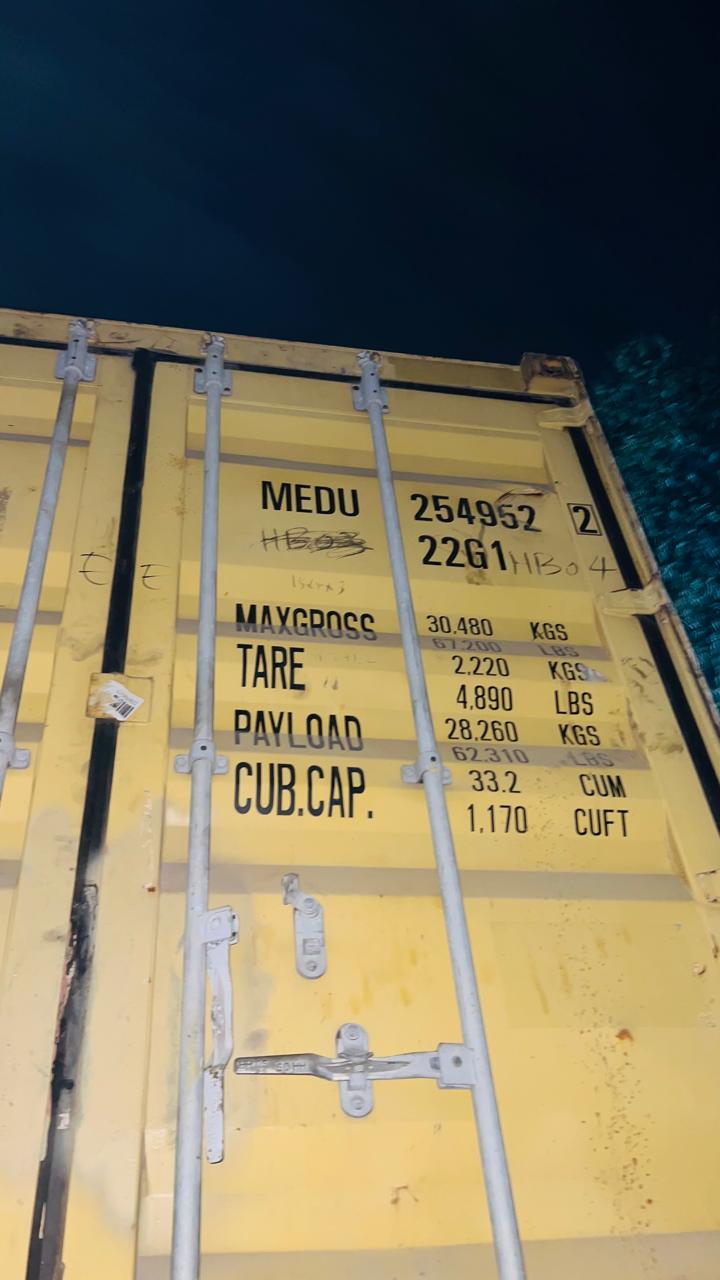 MEDU 254952 2
22G1 HB04
E E
MAXGROSS 30.480 KGS
67.200 LBS
TARE 2,220 KGS
4,890 LBS
PAYLOAD 28,260 KGS
62.310 LBS
CUB.CAP. 33.2 CUM
1,170 CUFT